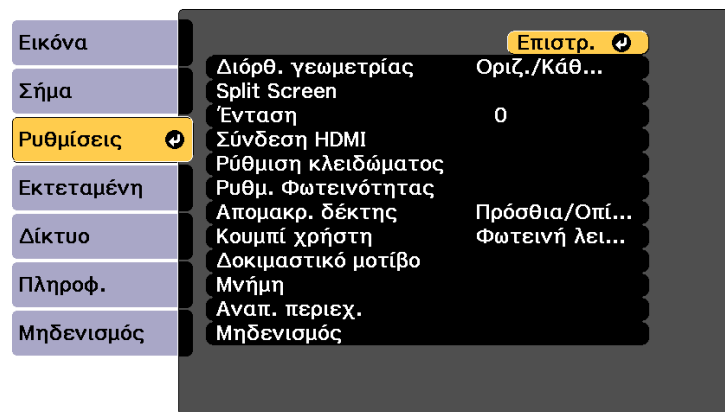 Εικόνα
Σήμα
Ρυθμίσεις
Εκτεταμένη
Δίκτυο
Πληροφ.
Μηδενισμός
Επιστρ.
Διόρθ. γεωμετρίας Οριζ./Κάθ...
Split Screen
Ένταση 0
Σύνδεση HDMI
Ρύθμιση κλειδώματος
Ρυθμ. Φωτεινότητας
Απομακρ. δέκτης Πρόσθια/Οπί...
Κουμπί χρήστη Φωτεινή λει...
Δοκιμαστικό μοτίβο
Μνήμη
Αναπ. περιεχ.
Μηδενισμός